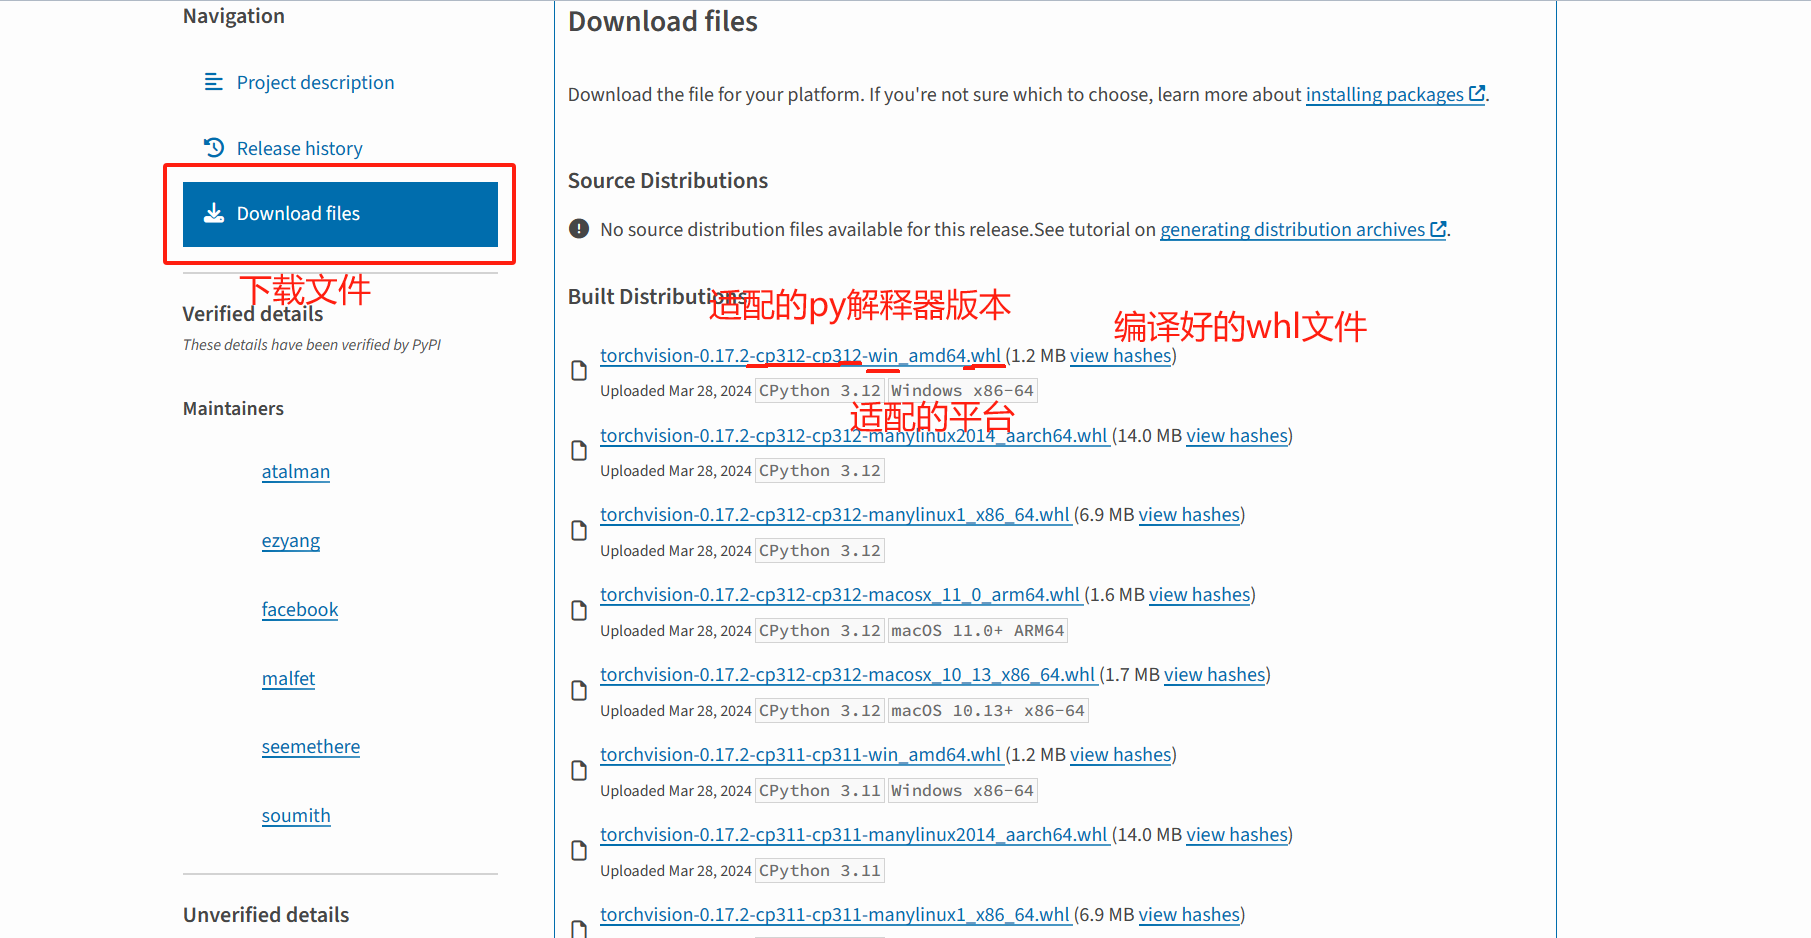 Navigation
Project description
Release history
Download files
下载文件
Verified details
These details have been verified by PyPI
Maintainers
atalman
ezyang
facebook
malfet
seemethere
soumith
Unverified details
Download files
Download the file for your platform. If you're not sure which to choose, learn more about installing packages.
Source Distributions
No source distribution files available for this release.See tutorial on generating distribution archives.
Built Distributions
适配的py解释器版本
编译好的whl文件
torchvision-0.17.2-cp312-cp312-win_amd64.whl (1.2 MB view hashes)
Uploaded Mar 28, 2024 CPython 3.12 Windows x86-64
适配的平台
torchvision-0.17.2-cp312-cp312-manylinux2014_aarch64.whl (14.0 MB view hashes)
Uploaded Mar 28, 2024 CPython 3.12
torchvision-0.17.2-cp312-cp312-manylinux1_x86_64.whl (6.9 MB view hashes)
Uploaded Mar 28, 2024 CPython 3.12
torchvision-0.17.2-cp312-cp312-macosx_11_0_arm64.whl (1.6 MB view hashes)
Uploaded Mar 28, 2024 CPython 3.12 macOS 11.0+ ARM64
torchvision-0.17.2-cp312-cp312-macosx_10_13_x86_64.whl (1.7 MB view hashes)
Uploaded Mar 28, 2024 CPython 3.12 macOS 10.13+ x86-64
torchvision-0.17.2-cp311-cp311-win_amd64.whl (1.2 MB view hashes)
Uploaded Mar 28, 2024 CPython 3.11 Windows x86-64
torchvision-0.17.2-cp311-cp311-manylinux2014_aarch64.whl (14.0 MB view hashes)
Uploaded Mar 28, 2024 CPython 3.11
torchvision-0.17.2-cp311-cp311-manylinux1_x86_64.whl (6.9 MB view hashes)